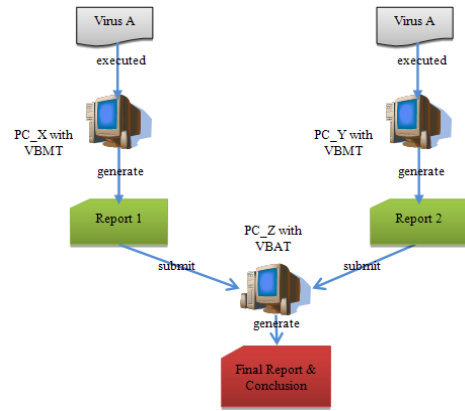 Virus A
Virus A
executed
executed
PC_X with
VBMT
PC_Y with
VBMT
generate
generate
Report 1
Report 2
PC_Z with
VBAT
submit
submit
generate
Final Report &
Conclusion